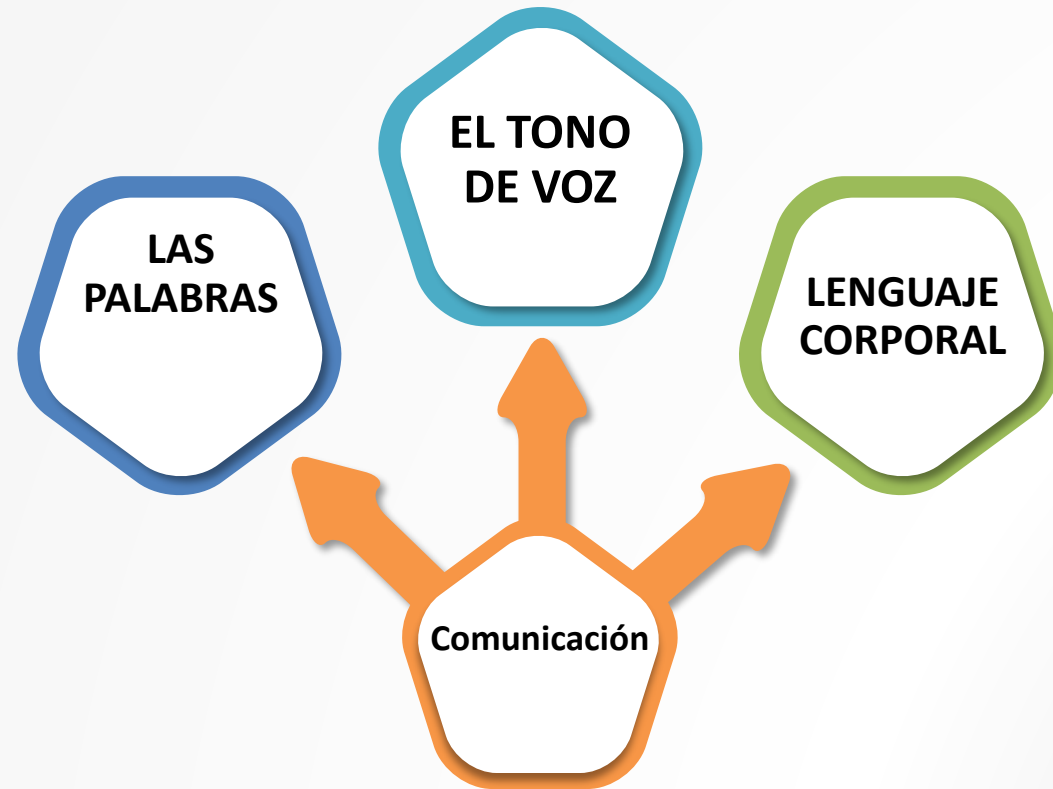 EL TONO
DE VOZ
LAS
PALABRAS
LENGUAJE
CORPORAL
Comunicación